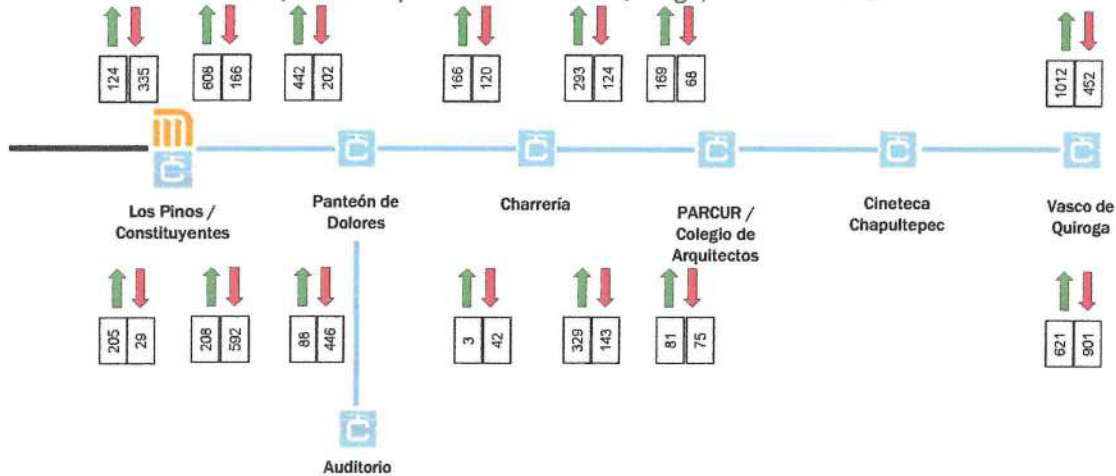 124 335 608 166 442 202 166 120 293 124 169 68 1012 452
Los Pinos /
Constituyentes
Panteón de
Dolores
Charrería
PARCUR /
Colegio de
Arquitectos
Cineteca
Chapultepec
Vasco de
Quiroga
205 29 208 592 88 446 3 42 329 143 81 75 621 901
Auditorio